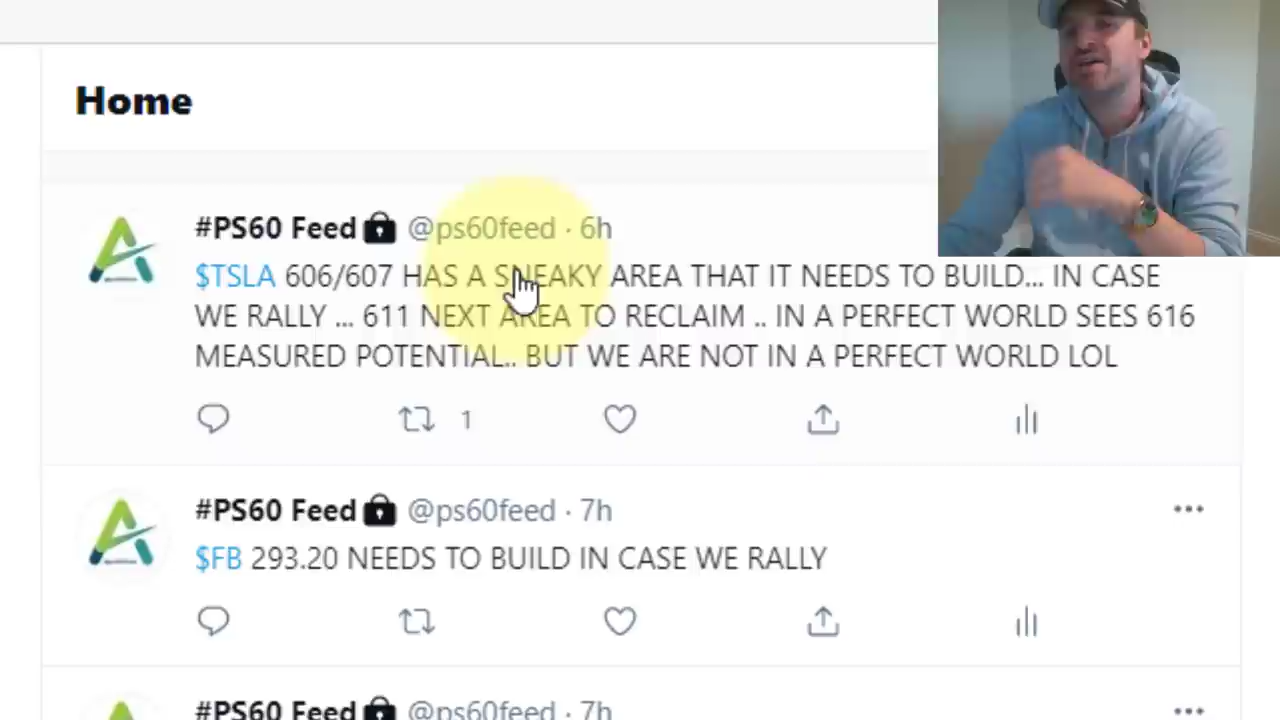 Home
#PS60 Feed🔒 @ps60feed · 6h
$TSLA 606/607 HAS A SNEAKY AREA THAT IT NEEDS TO BUILD... IN CASE
WE RALLY ... 611 NEXT AREA TO RECLAIM .. IN A PERFECT WORLD SEES 616
MEASURED POTENTIAL.. BUT WE ARE NOT IN A PERFECT WORLD LOL
1
#PS60 Feed🔒 @ps60feed · 7h
$FB 293.20 NEEDS TO BUILD IN CASE WE RALLY
#PS60 Feed🔒 @ps60feed · 7h